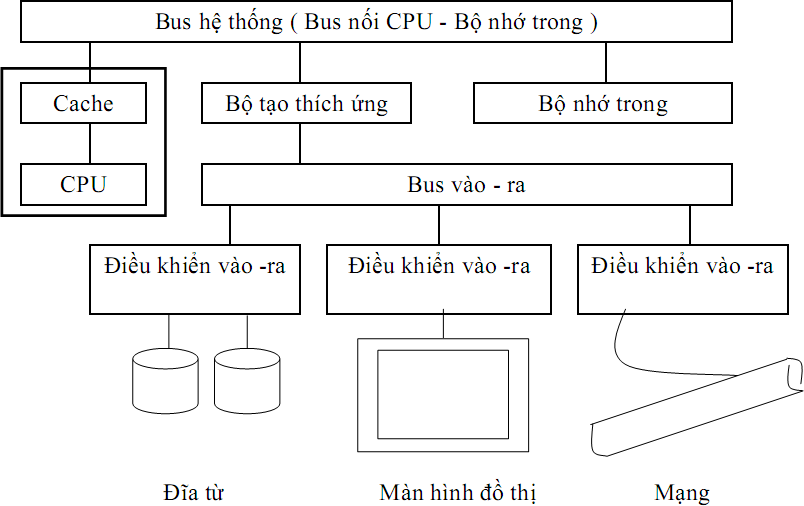 Bus hệ thống ( Bus nối CPU - Bộ nhớ trong )
Cache
Bộ tạo thích ứng
Bộ nhớ trong
CPU
Bus vào - ra
Điều khiển vào -ra
Điều khiển vào -ra
Điều khiển vào -ra
Đĩa từ
Màn hình đồ thị
Mạng